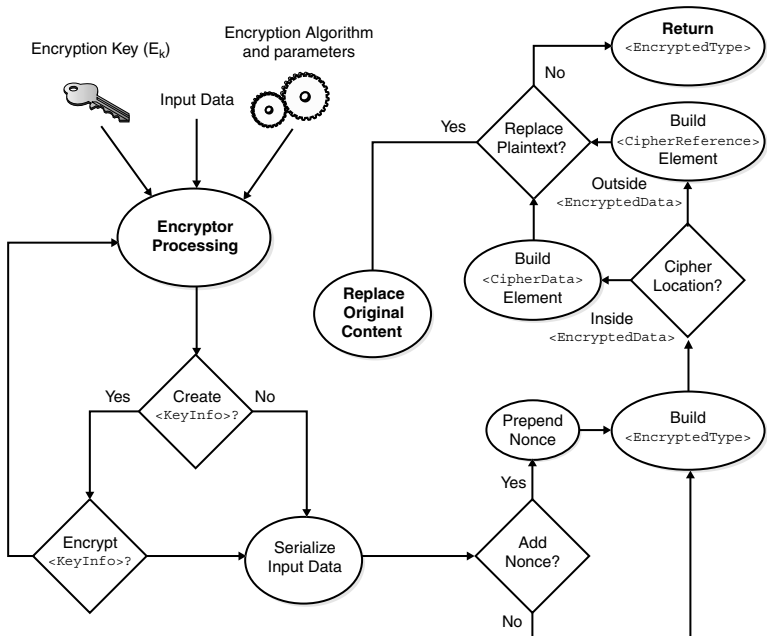 Encryption Key (Ek)
Encryption Algorithm
and parameters
Input Data
Encryptor
Processing
Create
<KeyInfo>?
Yes
No
Encrypt
<KeyInfo>?
Serialize
Input Data
Add
Nonce?
Yes
No
Prepend
Nonce
Build
<EncryptedType>
Cipher
Location?
Inside
<EncryptedData>
Outside
<EncryptedData>
Build
<CipherData>
Element
Build
<CipherReference>
Element
Replace
Plaintext?
Yes
No
Replace
Original
Content
Return
<EncryptedType>